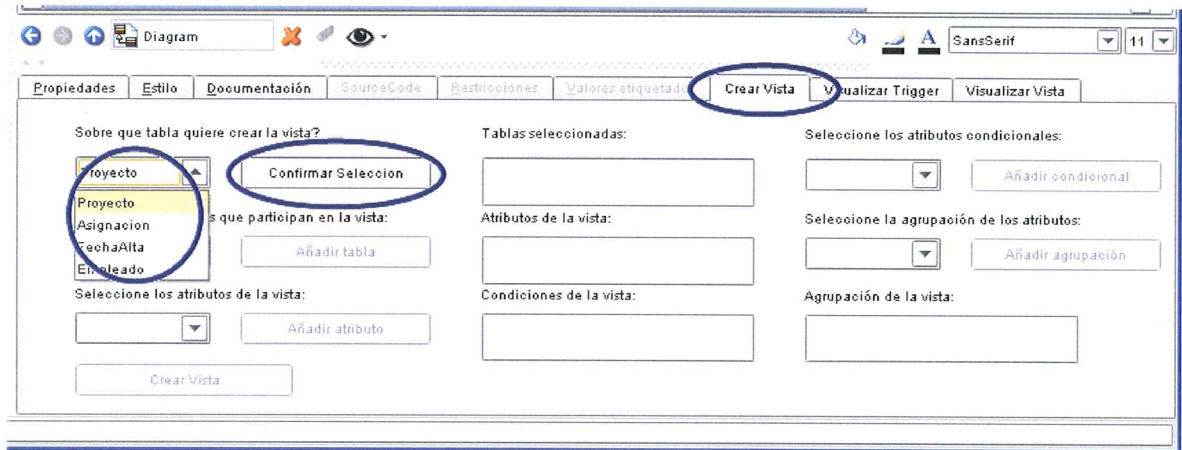 Diagram
SansSerif
11
Propiedades Estilo Documentación SourceCode Restricciones Valores etiquetado Crear Vista Visualizar Trigger Visualizar Vista
Sobre que tabla quiere crear la vista?
Proyecto
Confirmar Seleccion
Proyecto
Asignacion
FechaAlta
Empleado
s que participan en la vista:
Añadir tabla
Seleccione los atributos de la vista:
Añadir atributo
Crear Vista
Tablas seleccionadas:
Atributos de la vista:
Condiciones de la vista:
Seleccione los atributos condicionales:
Añadir condicional
Seleccione la agrupación de los atributos:
Añadir agrupación
Agrupación de la vista: